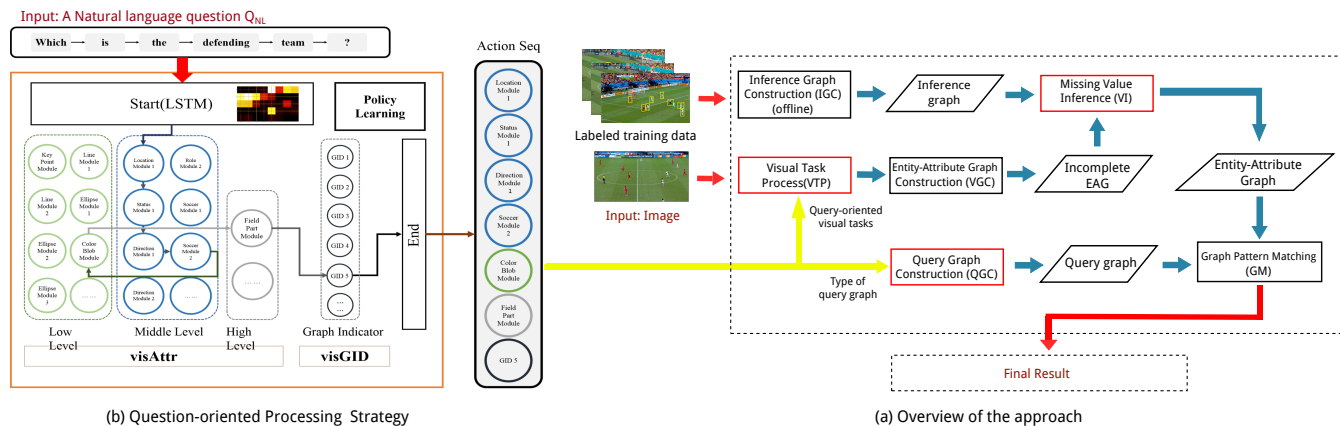 Input: A Natural language question QNL
Which
is
the
defending
team
?
Start(LSTM)
Policy
Learning
Key
Point
Module
Line
Module
1
Location
Module 1
Role
Module 2
GID 1
Line
Module
2
Ellipse
Module
1
Status
Module 1
Soccer
Module 1
GID 2
Field
Part
Module
GID 3
Ellipse
Module
2
Color
Blob
Module
Direction
Module 1
Soccer
Module
2
GID 4
GID 5
Ellipse
Module
3
... ...
Direction
Module 2
... ...
... ...
...
...
End
Low
Level
Middle Level
High
Level
Graph Indicator
visAttr
visGID
Action Seq
Location
Module
1
Status
Module
1
Direction
Module
1
Soccer
Module
2
Color
Blob
Module
Field
Part
Module
GID 5
(b) Question-oriented Processing Strategy
Labeled training data
Input: Image
Inference Graph
Construction (IGC)
(offline)
Inference
graph
Missing Value
Inference (VI)
Visual Task
Process(VTP)
Entity-Attribute Graph
Construction (VGC)
Incomplete
EAG
Entity-Attribute
Graph
Query-oriented
visual tasks
Type of
query graph
Query Graph
Construction (QGC)
Query graph
Graph Pattern Matching
(GM)
Final Result
(a) Overview of the approach